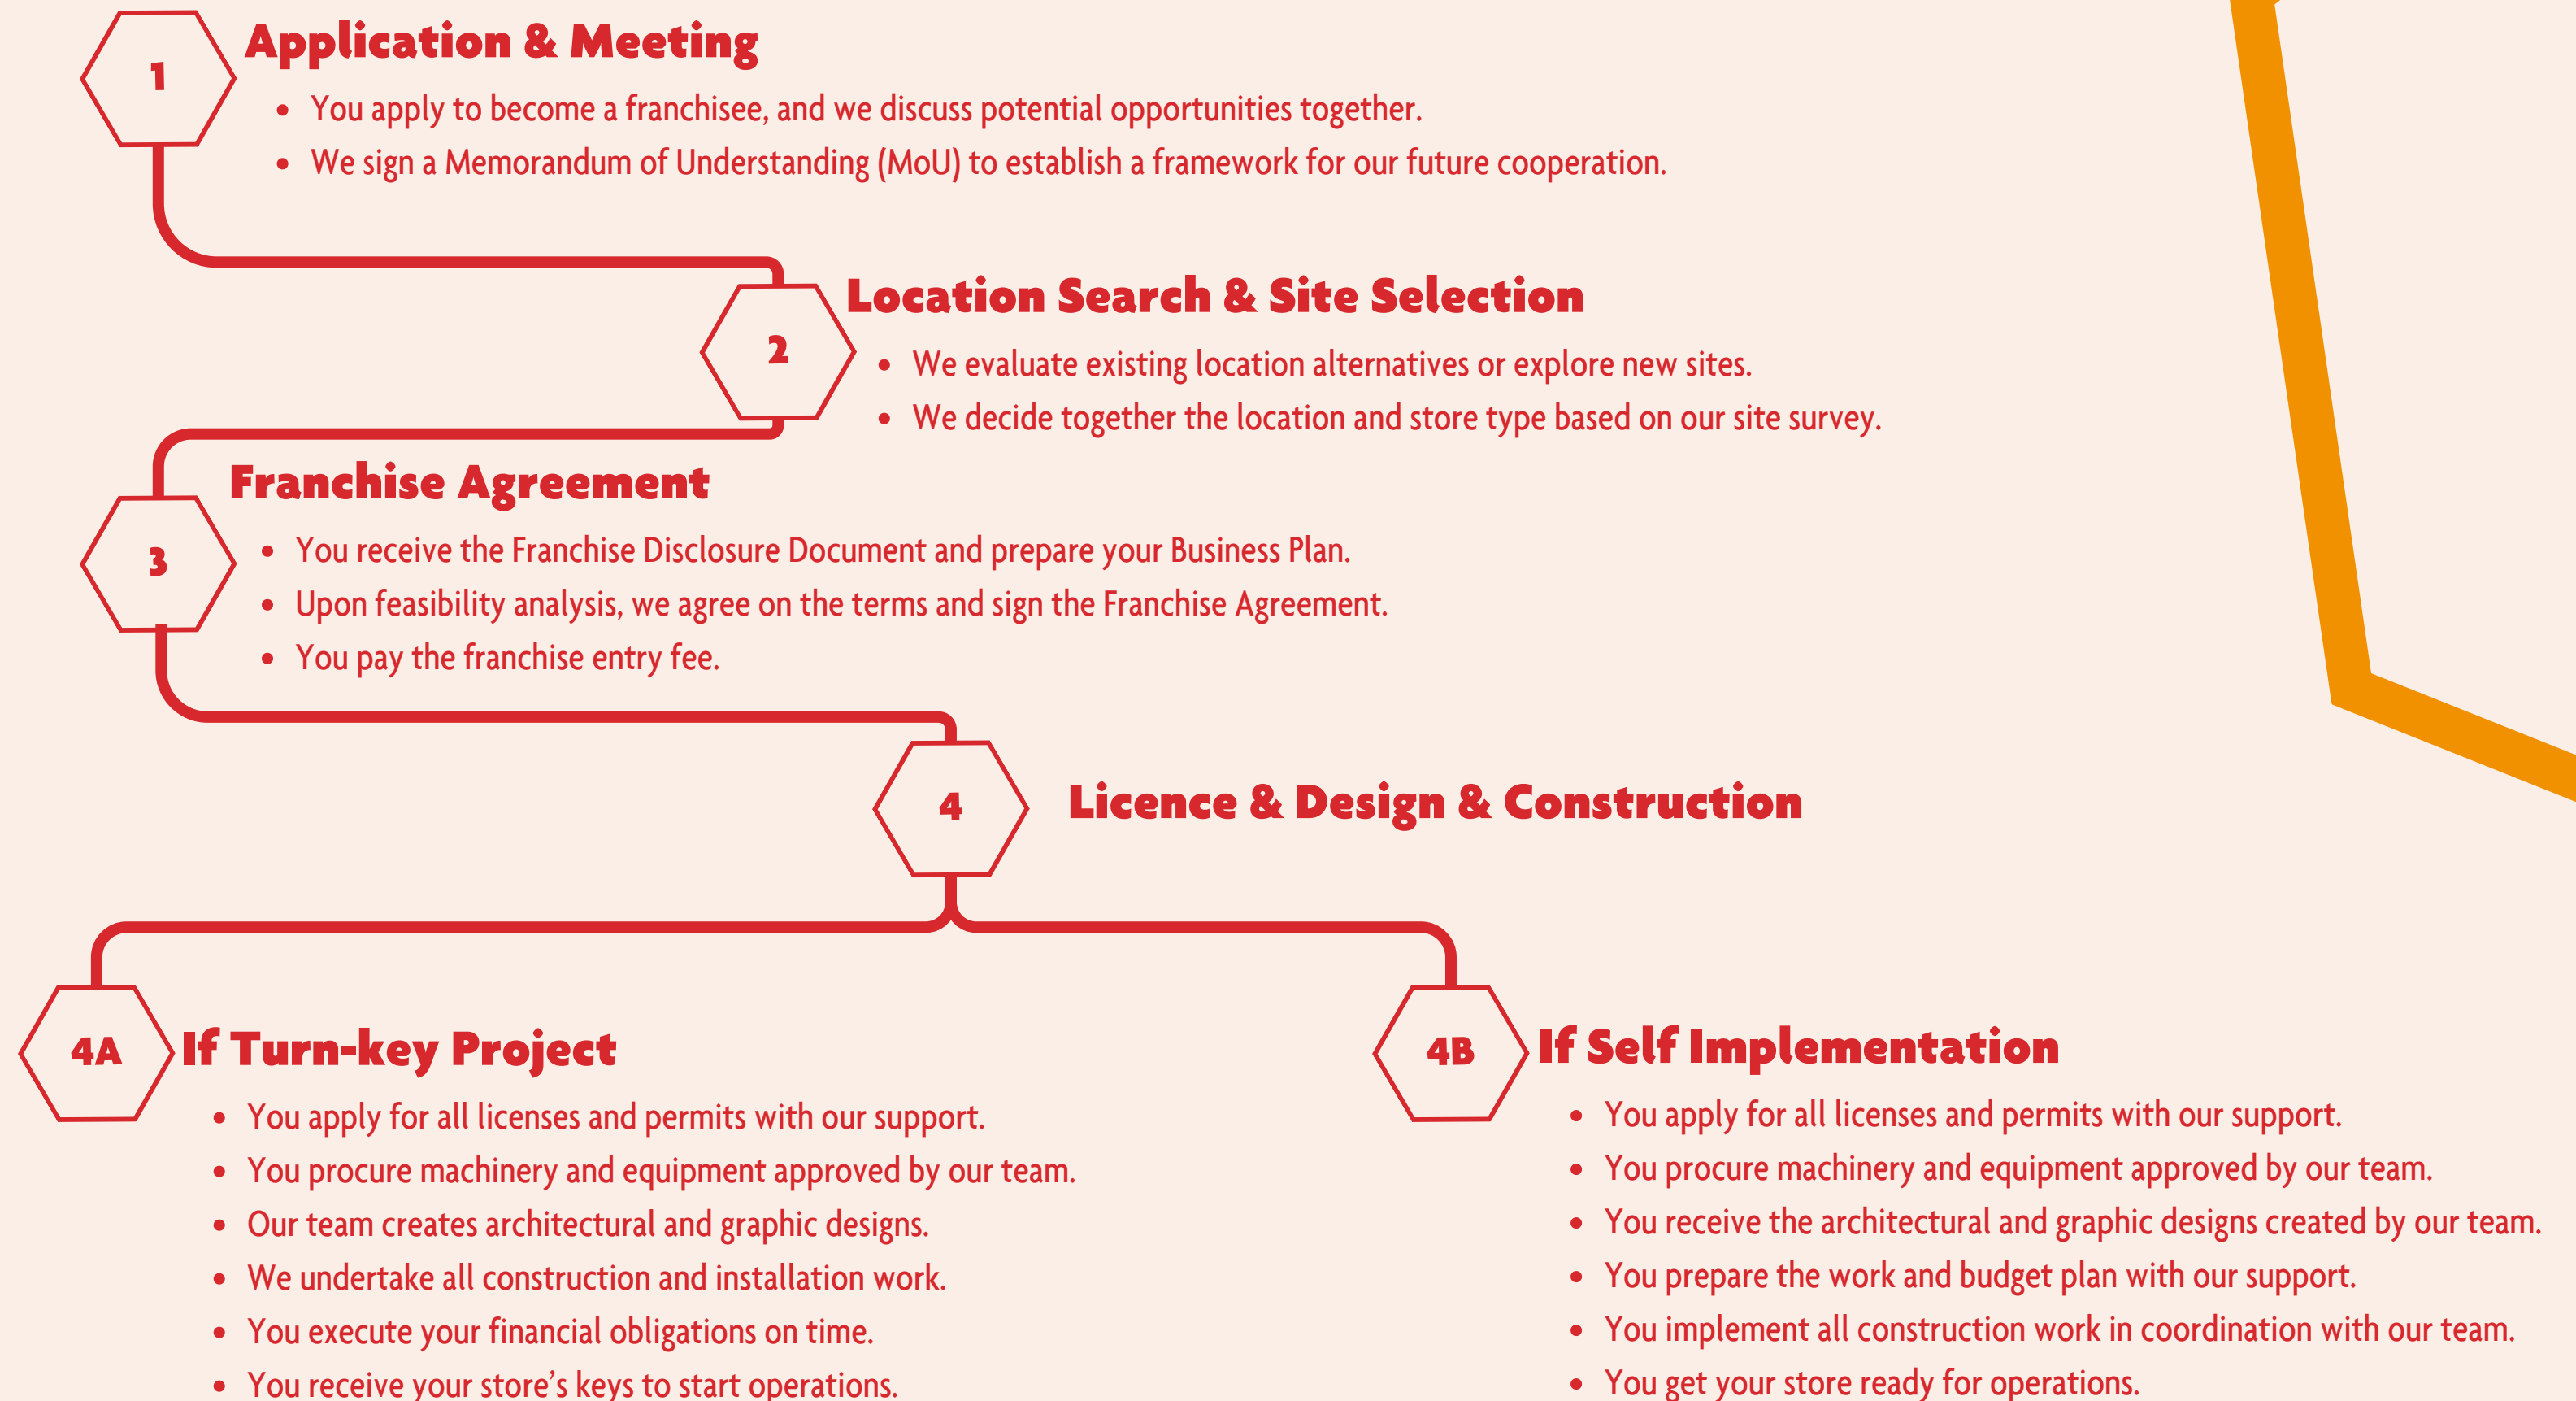 1
Application & Meeting
• You apply to become a franchisee, and we discuss potential opportunities together.
• We sign a Memorandum of Understanding (MoU) to establish a framework for our future cooperation.
2
Location Search & Site Selection
• We evaluate existing location alternatives or explore new sites.
• We decide together the location and store type based on our site survey.
3
Franchise Agreement
• You receive the Franchise Disclosure Document and prepare your Business Plan.
• Upon feasibility analysis, we agree on the terms and sign the Franchise Agreement.
• You pay the franchise entry fee.
4
Licence & Design & Construction
4A
If Turn-key Project
• You apply for all licenses and permits with our support.
• You procure machinery and equipment approved by our team.
• Our team creates architectural and graphic designs.
• We undertake all construction and installation work.
• You execute your financial obligations on time.
• You receive your store’s keys to start operations.
4B
If Self Implementation
• You apply for all licenses and permits with our support.
• You procure machinery and equipment approved by our team.
• You receive the architectural and graphic designs created by our team.
• You prepare the work and budget plan with our support.
• You implement all construction work in coordination with our team.
• You get your store ready for operations.